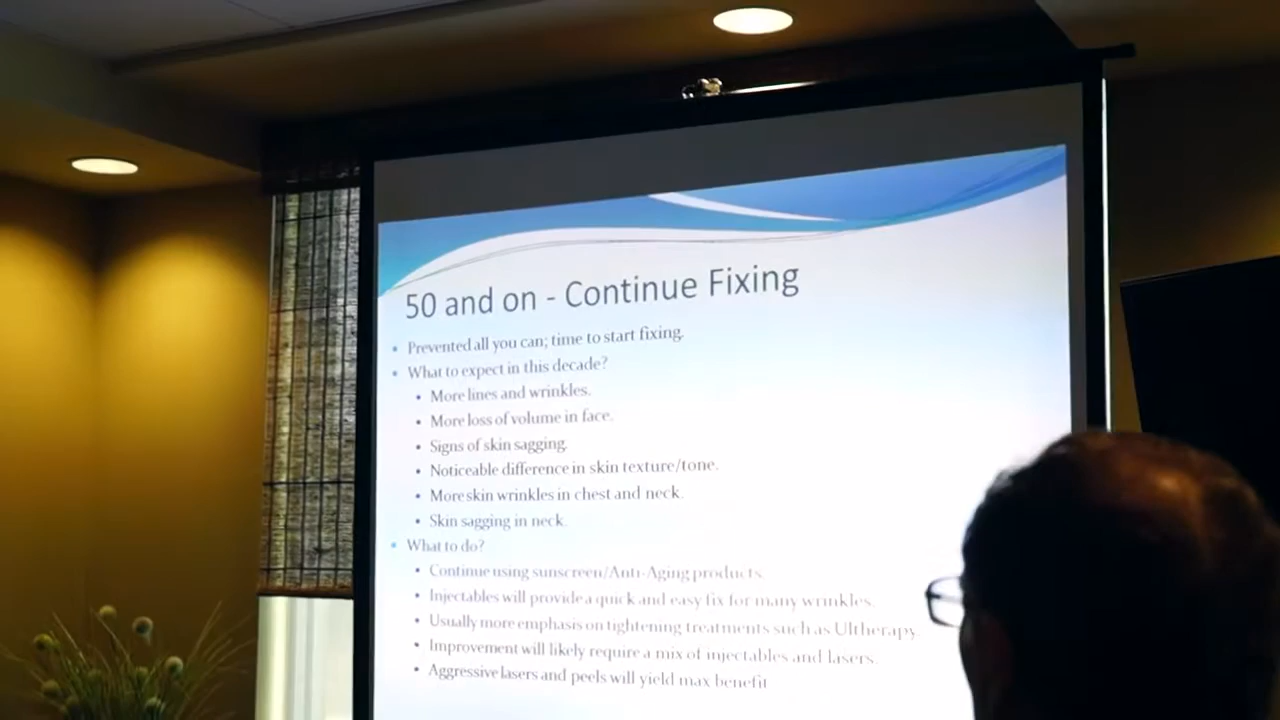 50 and on - Continue Fixing
• Prevented all you can; time to start fixing.
• What to expect in this decade?
• More lines and wrinkles.
• More loss of volume in face.
• Signs of skin sagging.
• Noticeable difference in skin texture/tone.
• More skin wrinkles in chest and neck.
• Skin sagging in neck.
• What to do?
• Continue using sunscreen/Anti-Aging products.
• Injectables will provide a quick and easy fix for many wrinkles.
• Usually more emphasis on tightening treatments such as Ultherapy.
• Improvement will likely require a mix of injectables and lasers.
• Aggressive lasers and peels will yield max benefit